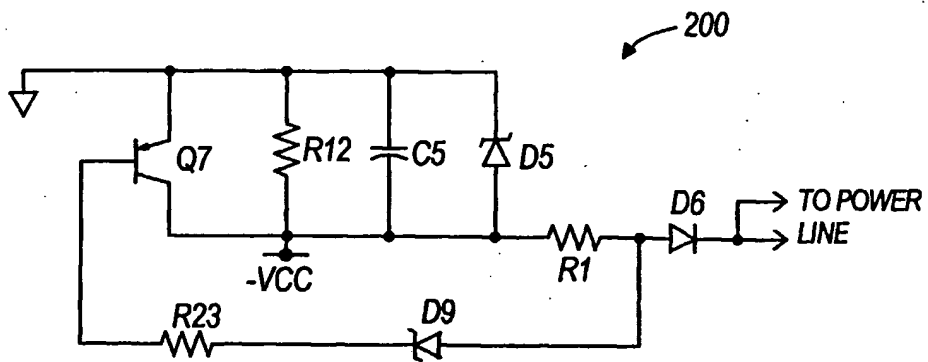 200
Q7
R12
C5
D5
D6
TO POWER
LINE
R1
-VCC
R23
D9